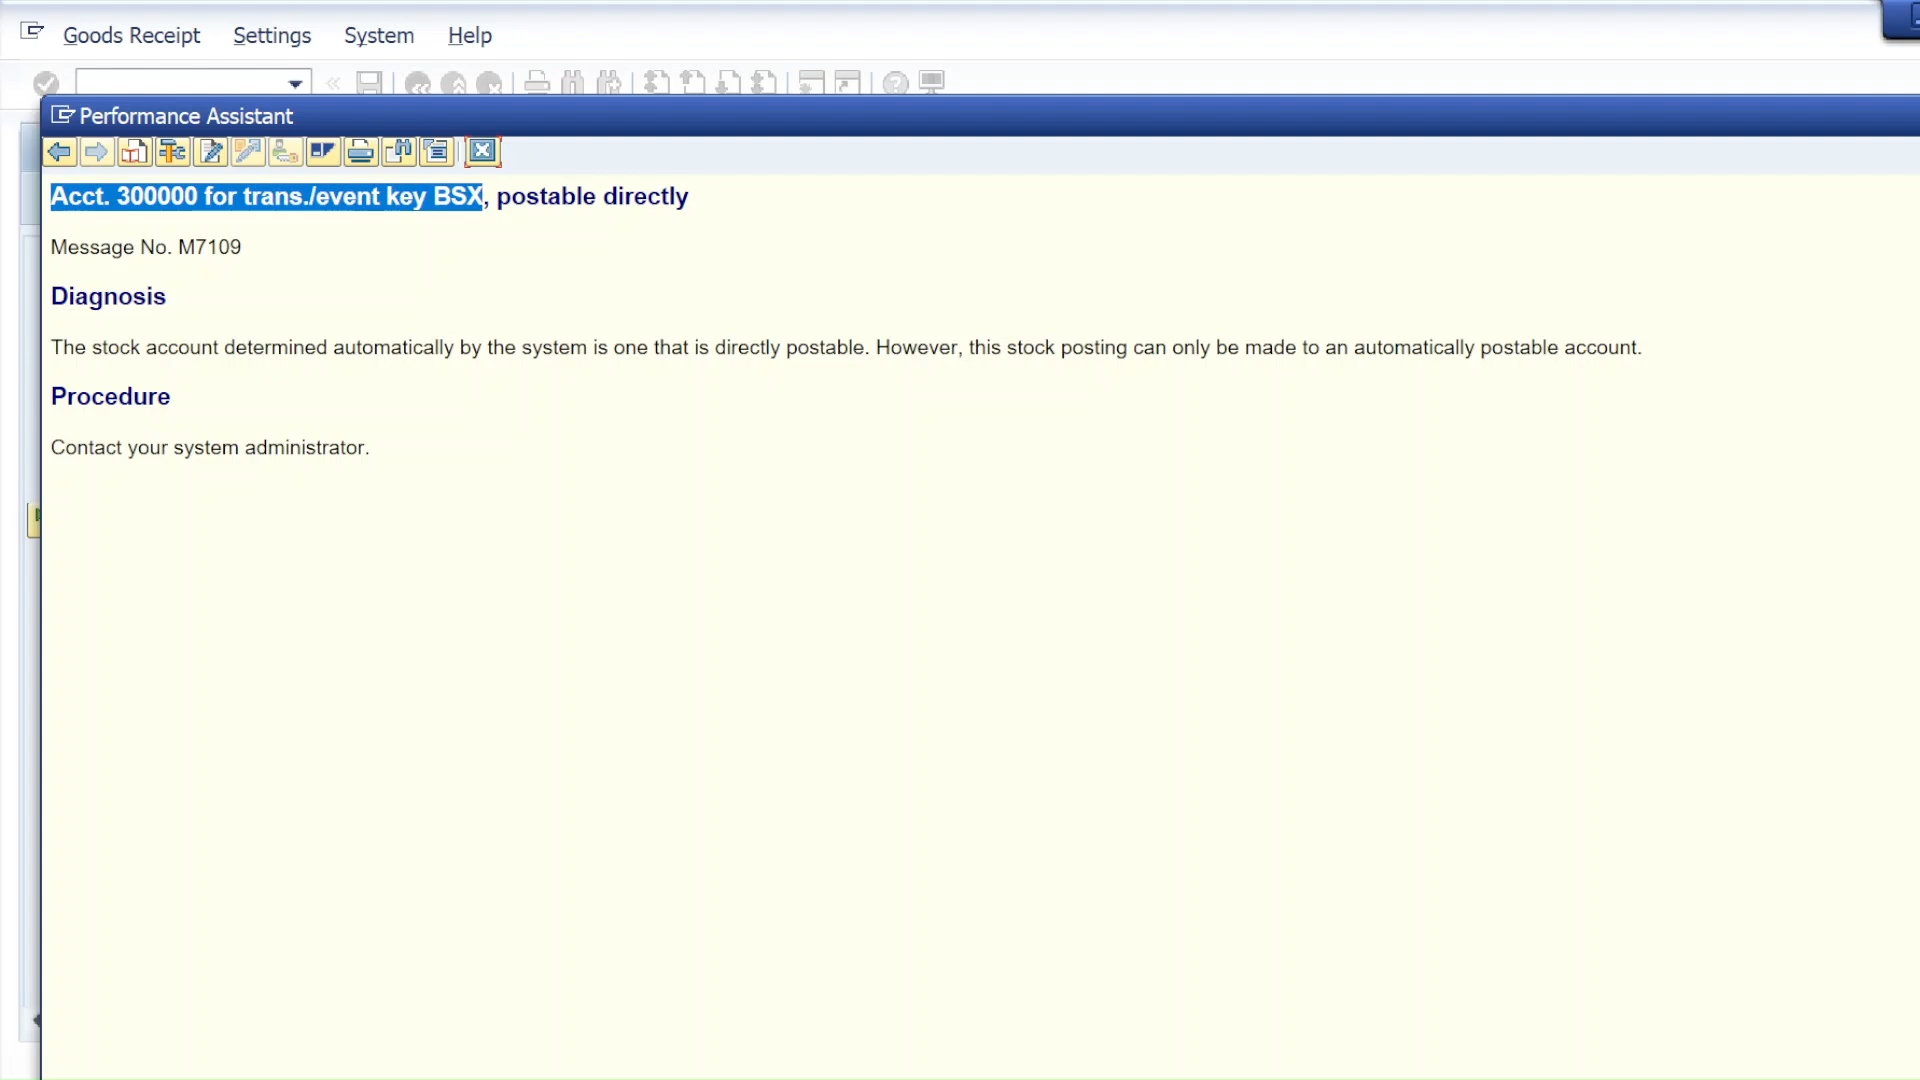 Goods Receipt Settings System Help
Performance Assistant
Acct. 300000 for trans./event key BSX, postable directly
Message No. M7109
Diagnosis
The stock account determined automatically by the system is one that is directly postable. However, this stock posting can only be made to an automatically postable account.
Procedure
Contact your system administrator.